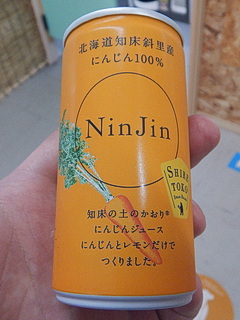 北海道知床斜里産
にんじん100%
NinJin
SHIRE
TOKO
知床の土のかおり®
にんじんジュース
にんじんとレモンだけで
つくりました。